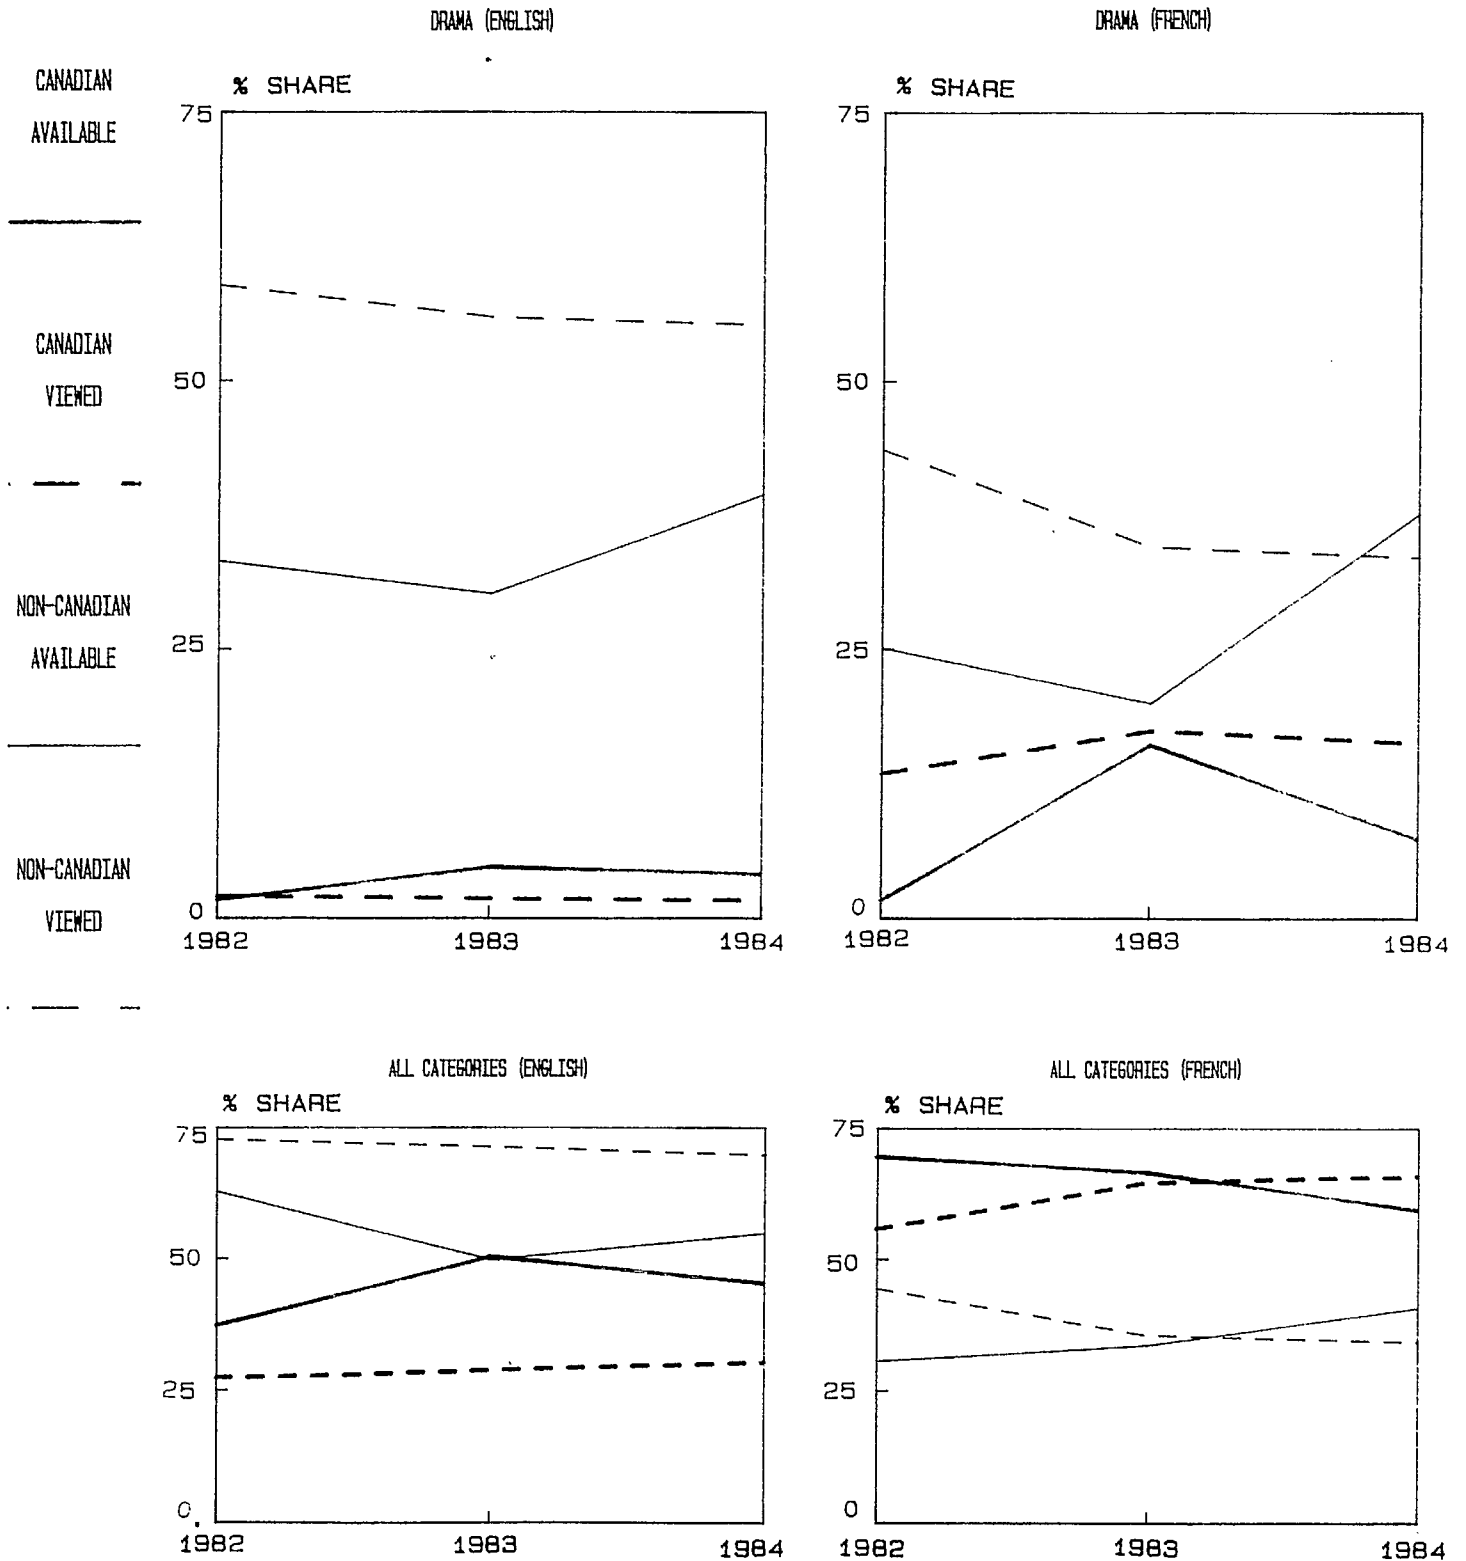 DRAMA (ENGLISH)
DRAMA (FRENCH)
CANADIAN
AVAILABLE
CANADIAN
VIEWED
NON-CANADIAN
AVAILABLE
NON-CANADIAN
VIEWED
% SHARE
75
50
25
0
1982 1983 1984
% SHARE
75
50
25
0
1982 1983 1984
ALL CATEGORIES (ENGLISH)
% SHARE
75
50
25
0
1982 1983 1984
ALL CATEGORIES (FRENCH)
% SHARE
75
50
25
0
1982 1983 1984